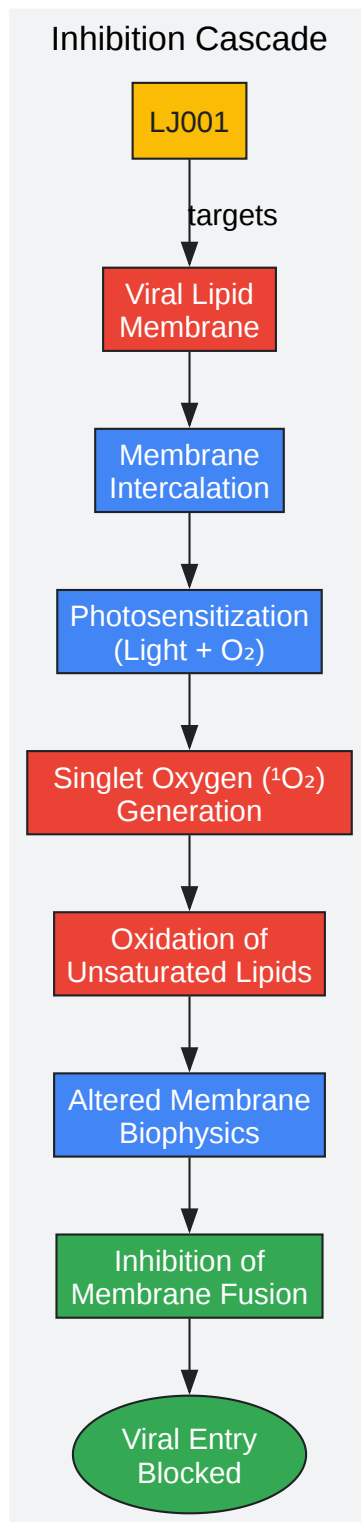 Inhibition Cascade
LJ001
targets
Viral Lipid
Membrane
Membrane
Intercalation
Photosensitization
(Light + O₂)
Singlet Oxygen (¹O₂)
Generation
Oxidation of
Unsaturated Lipids
Altered Membrane
Biophysics
Inhibition of
Membrane Fusion
Viral Entry
Blocked